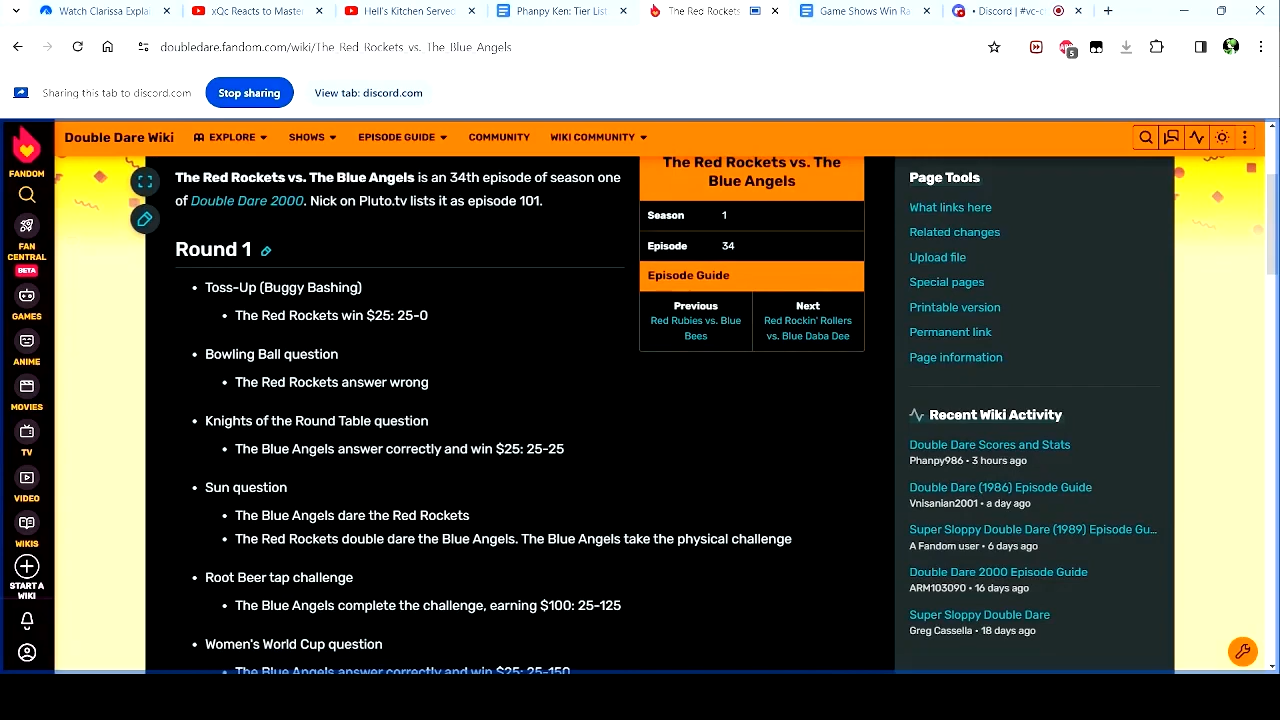 Watch Clarissa Expla
xQc Reacts to Master
Hell's Kitchen Served
Phanpy Ken: Tier List
The Red Rockets
Game Shows Win Ra
• Discord | #vc-c
doubledare.fandom.com/wiki/The_Red_Rockets_vs._The_Blue_Angels
5
Sharing this tab to discord.com
Stop sharing
View tab: discord.com
Double Dare Wiki
EXPLORE
SHOWS
EPISODE GUIDE
COMMUNITY
WIKI COMMUNITY
FANDOM
FAN
CENTRAL
BETA
GAMES
ANIME
MOVIES
TV
VIDEO
WIKIS
START A
WIKI
The Red Rockets vs. The Blue Angels is an 34th episode of season one
of Double Dare 2000. Nick on Pluto.tv lists it as episode 101.
Round 1
• Toss-Up (Buggy Bashing)
• The Red Rockets win $25: 25-0
• Bowling Ball question
• The Red Rockets answer wrong
• Knights of the Round Table question
• The Blue Angels answer correctly and win $25: 25-25
• Sun question
• The Blue Angels dare the Red Rockets
• The Red Rockets double dare the Blue Angels. The Blue Angels take the physical challenge
• Root Beer tap challenge
• The Blue Angels complete the challenge, earning $100: 25-125
• Women's World Cup question
• The Blue Angels answer correctly and win $25: 25-150
The Red Rockets vs. The
Blue Angels
Season 1
Episode 34
Episode Guide
Previous
Red Rubies vs. Blue
Bees
Next
Red Rockin' Rollers
vs. Blue Daba Dee
Page Tools
What links here
Related changes
Upload file
Special pages
Printable version
Permanent link
Page information
Recent Wiki Activity
Double Dare Scores and Stats
Phanpy986 • 3 hours ago
Double Dare (1986) Episode Guide
Vnisanian2001 • a day ago
Super Sloppy Double Dare (1989) Episode Gu...
A Fandom user • 6 days ago
Double Dare 2000 Episode Guide
ARM103090 • 16 days ago
Super Sloppy Double Dare
Greg Cassella • 18 days ago